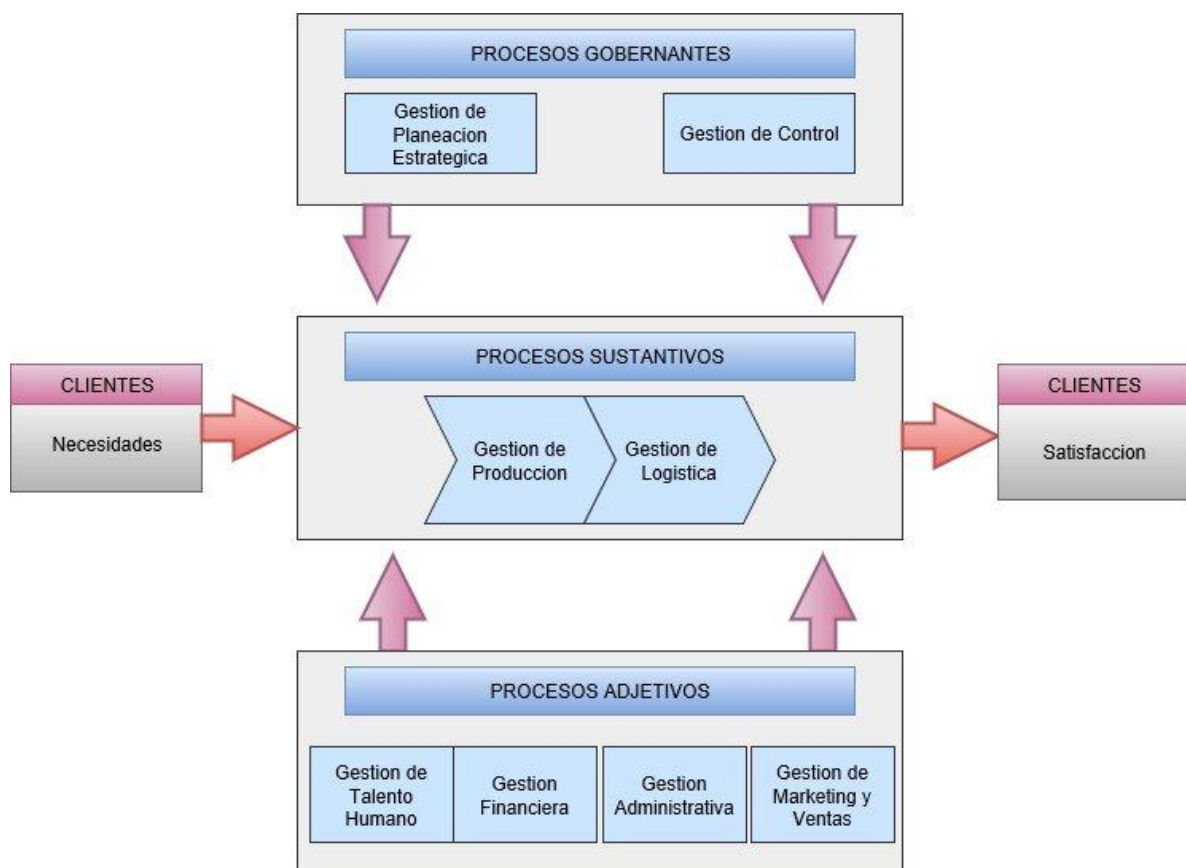 PROCESOS GOBERNANTES
Gestion de
Planeacion
Estrategica
Gestion de Control
PROCESOS SUSTANTIVOS
CLIENTES
Necesidades
Gestion de
Produccion
Gestion de
Logistica
CLIENTES
Satisfaccion
PROCESOS ADJETIVOS
Gestion de
Talento
Humano
Gestion
Financiera
Gestion
Administrativa
Gestion de
Marketing y
Ventas